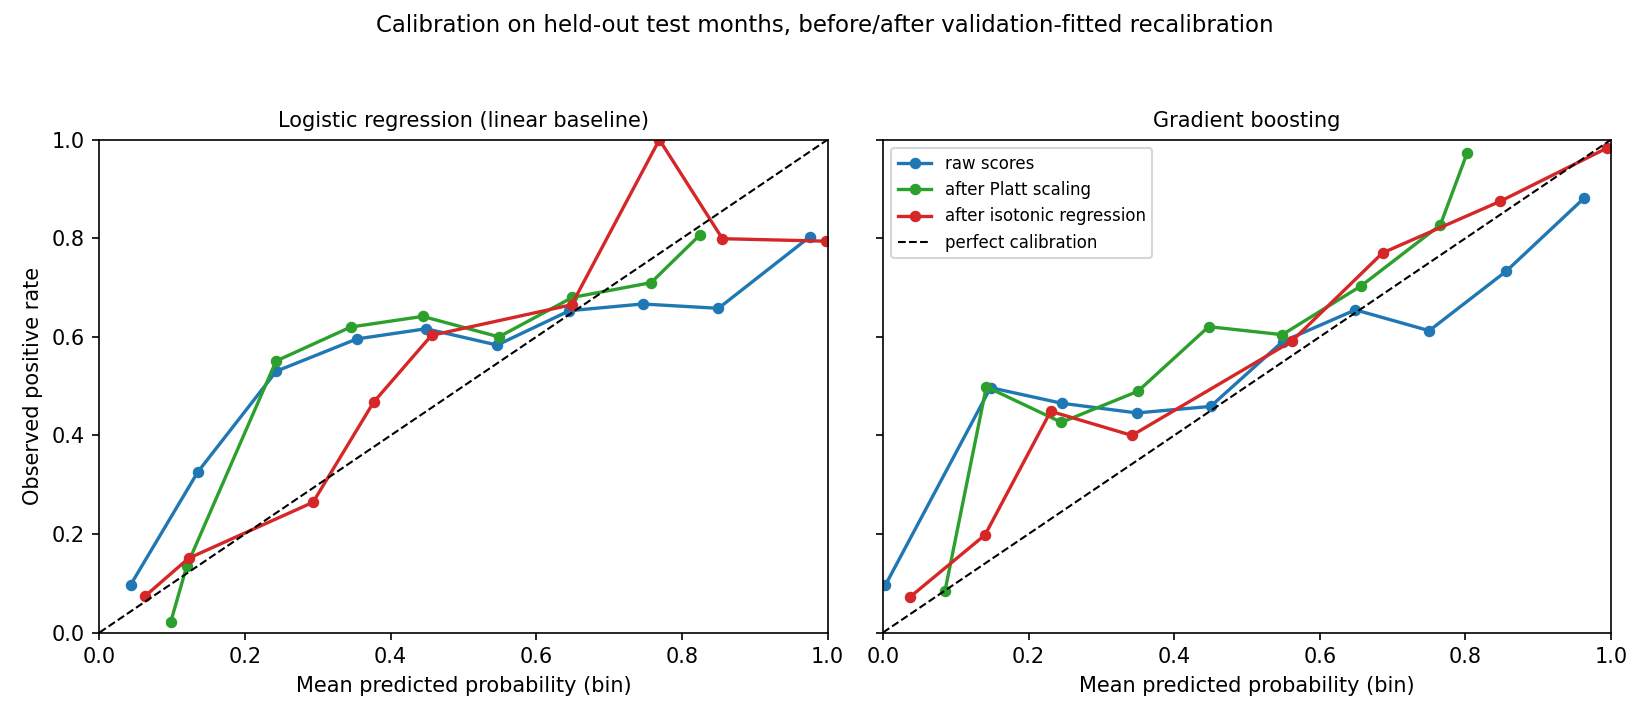 Calibration on held-out test months, before/after validation-fitted recalibration
Logistic regression (linear baseline)
Observed positive rate
1.0
0.8
0.6
0.4
0.2
0.0
0.0 0.2 0.4 0.6 0.8 1.0
Mean predicted probability (bin)
Gradient boosting
raw scores
after Platt scaling
after isotonic regression
perfect calibration
0.0 0.2 0.4 0.6 0.8 1.0
Mean predicted probability (bin)